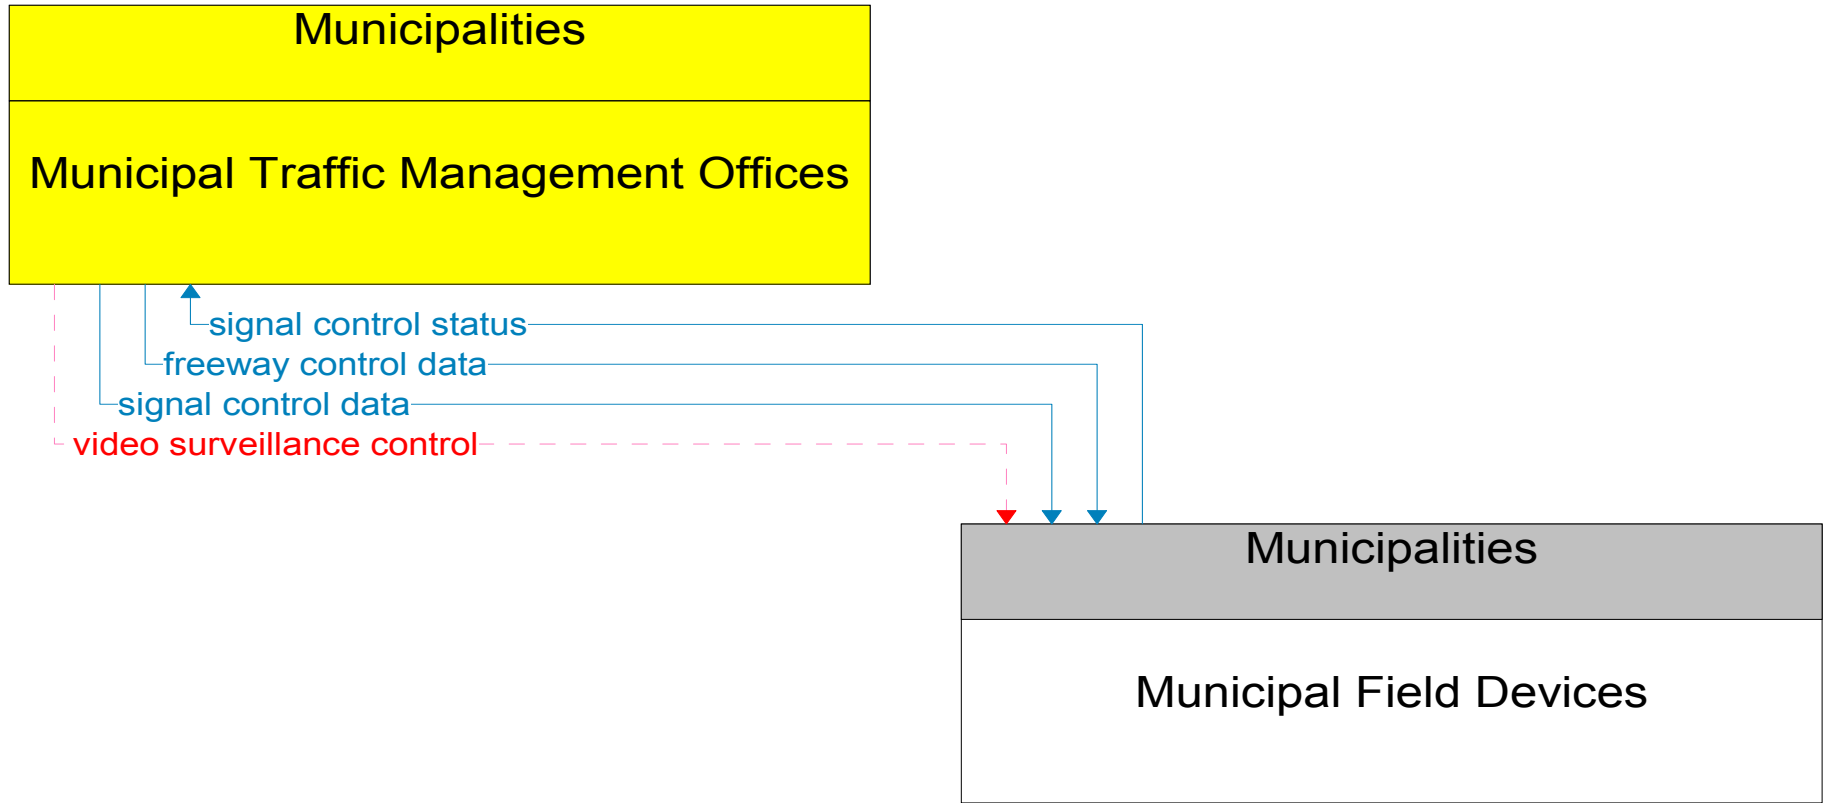 Municipalities
Municipal Traffic Management Offices
signal control status
freeway control data
signal control data
video surveillance control
Municipalities
Municipal Field Devices